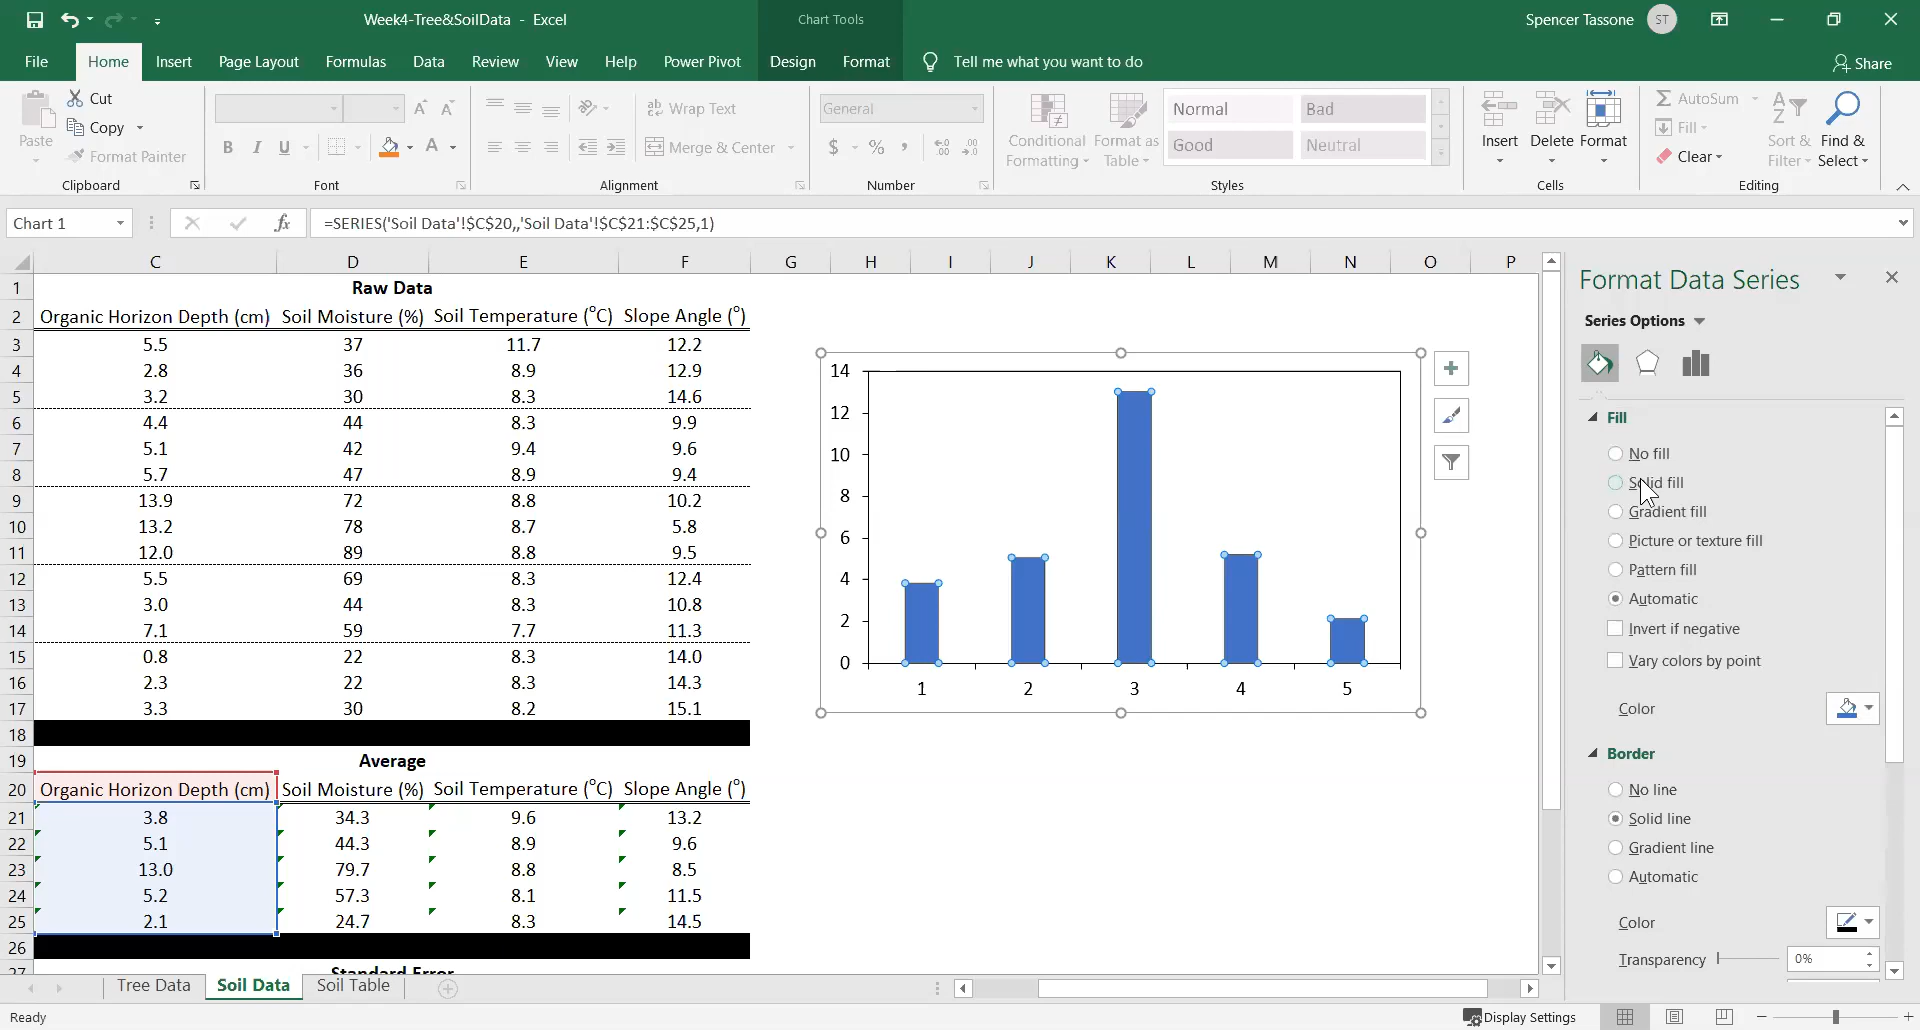 Week4-Tree&SoilData - Excel
Chart Tools
Spencer Tassone
ST
File
Home
Insert
Page Layout
Formulas
Data
Review
View
Help
Power Pivot
Design
Format
Tell me what you want to do
Share
Paste
Cut
Copy
Format Painter
Clipboard
B I U
A
Font
Wrap Text
Merge & Center
Alignment
General
$ % ,
Number
Conditional Formatting
Format as Table
Normal
Bad
Good
Neutral
Styles
Insert
Delete
Format
Cells
AutoSum
Fill
Clear
Sort & Filter
Find & Select
Editing
Chart 1
fx
=SERIES('Soil Data'!$C$20,,'Soil Data'!$C$21:$C$25,1)
C D E F G H I J K L M N O P
1 Raw Data
2 Organic Horizon Depth (cm) Soil Moisture (%) Soil Temperature (°C) Slope Angle (°)
3 5.5 37 11.7 12.2
4 2.8 36 8.9 12.9
5 3.2 30 8.3 14.6
6 4.4 44 8.3 9.9
7 5.1 42 9.4 9.6
8 5.7 47 8.9 9.4
9 13.9 72 8.8 10.2
10 13.2 78 8.7 5.8
11 12.0 89 8.8 9.5
12 5.5 69 8.3 12.4
13 3.0 44 8.3 10.8
14 7.1 59 7.7 11.3
15 0.8 22 8.3 14.0
16 2.3 22 8.3 14.3
17 3.3 30 8.2 15.1
18
19 Average
20 Organic Horizon Depth (cm) Soil Moisture (%) Soil Temperature (°C) Slope Angle (°)
21 3.8 34.3 9.6 13.2
22 5.1 44.3 8.9 9.6
23 13.0 79.7 8.8 8.5
24 5.2 57.3 8.1 11.5
25 2.1 24.7 8.3 14.5
26
27 Standard Error
14
12
10
8
6
4
2
0
1 2 3 4 5
Format Data Series
Series Options
Fill
No fill
Solid fill
Gradient fill
Picture or texture fill
Pattern fill
Automatic
Invert if negative
Vary colors by point
Color
Border
No line
Solid line
Gradient line
Automatic
Color
Transparency 0%
Tree Data
Soil Data
Soil Table
Ready
Display Settings